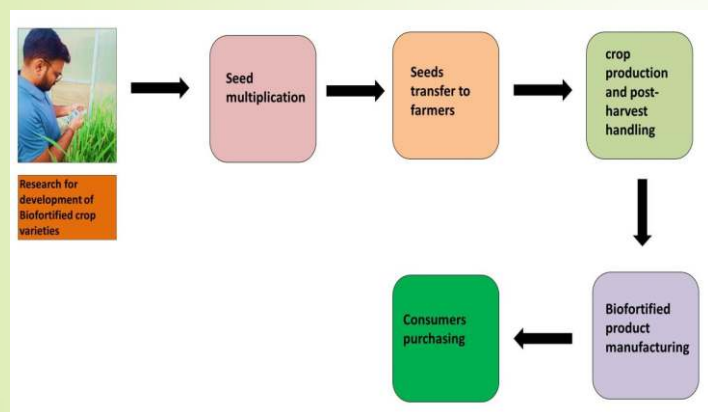 Seed
multiplication
Seeds
transfer to
farmers
crop
production
and post-
harvest
handling
Research for
development of
Biofortified crop
varieties
Consumers
purchasing
Biofortified
product
manufacturing